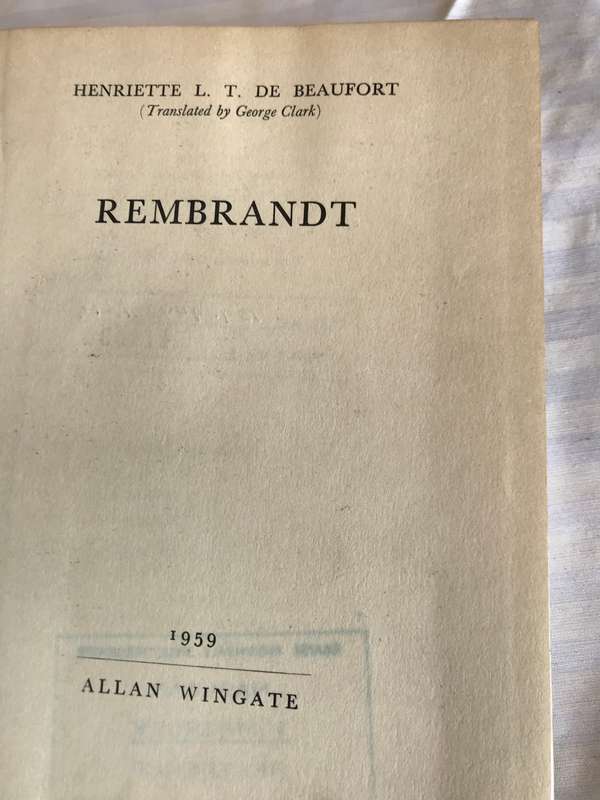 HENRIETTE L. T. DE BEAUFORT
(Translated by George Clark)
REMBRANDT
1959
ALLAN WINGATE